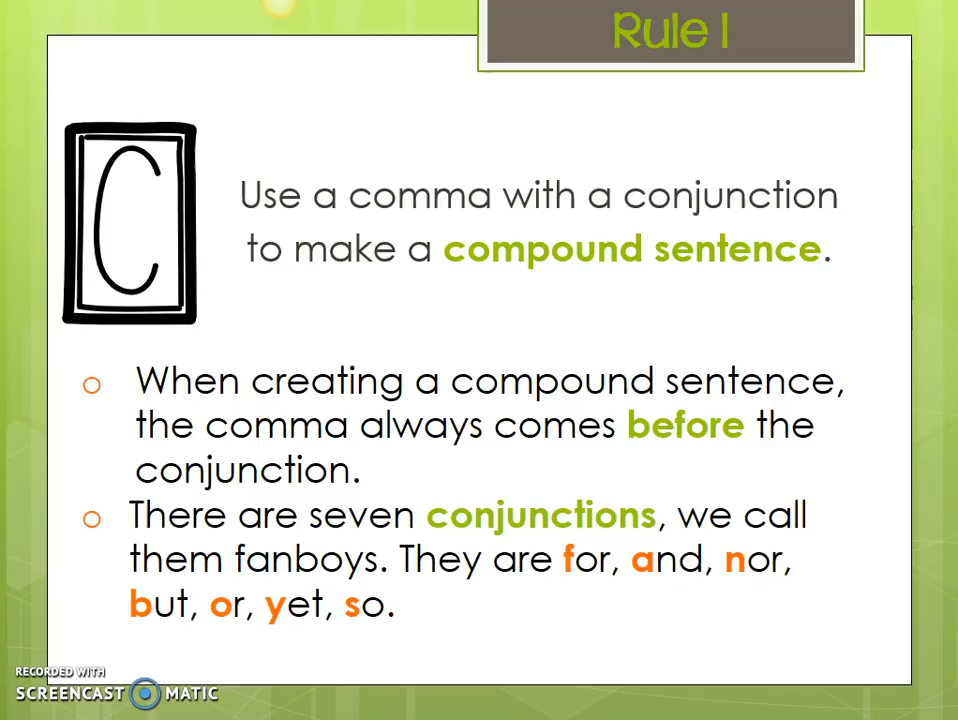 Rule 1
C
Use a comma with a conjunction
to make a compound sentence.
o When creating a compound sentence,
the comma always comes before the
conjunction.
o There are seven conjunctions, we call
them fanboys. They are for, and, nor,
but, or, yet, so.
RECORDED WITH
SCREENCAST MATIC